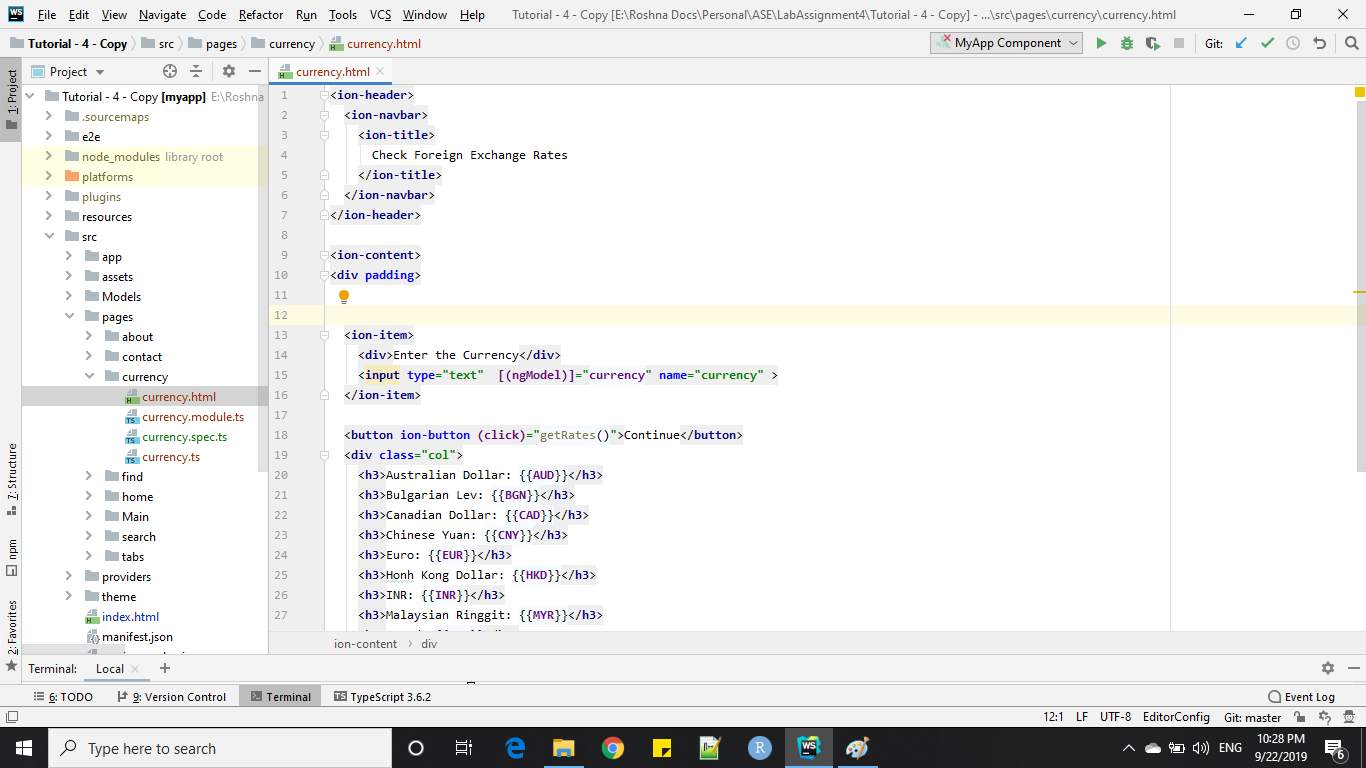 WS File Edit View Navigate Code Refactor Run Tools VCS Window Help Tutorial - 4 - Copy [E:\Roshna Docs\Personal\ASE\LabAssignment4\Tutorial - 4 - Copy] - ...\src\pages\currency\currency.html
Tutorial - 4 - Copy src pages currency currency.html MyApp Component Git:
1: Project
Project
Tutorial - 4 - Copy [myapp] E:\Roshna
.sourcemaps
e2e
node_modules library root
platforms
plugins
resources
src
app
assets
Models
pages
about
contact
currency
currency.html
currency.module.ts
currency.spec.ts
currency.ts
find
home
Main
search
tabs
providers
theme
index.html
manifest.json
7: Structure
npm
2: Favorites
currency.html
1 <ion-header>
2 <ion-navbar>
3 <ion-title>
4 Check Foreign Exchange Rates
5 </ion-title>
6 </ion-navbar>
7 </ion-header>
8
9 <ion-content>
10 <div padding>
11
12
13 <ion-item>
14 <div>Enter the Currency</div>
15 <input type="text" [(ngModel)]="currency" name="currency" >
16 </ion-item>
17
18 <button ion-button (click)="getRates()">Continue</button>
19 <div class="col">
20 <h3>Australian Dollar: {{AUD}}</h3>
21 <h3>Bulgarian Lev: {{BGN}}</h3>
22 <h3>Canadian Dollar: {{CAD}}</h3>
23 <h3>Chinese Yuan: {{CNY}}</h3>
24 <h3>Euro: {{EUR}}</h3>
25 <h3>Honh Kong Dollar: {{HKD}}</h3>
26 <h3>INR: {{INR}}</h3>
27 <h3>Malaysian Ringgit: {{MYR}}</h3>
ion-content div
Terminal: Local
6: TODO 9: Version Control Terminal TypeScript 3.6.2 Event Log
12:1 LF UTF-8 EditorConfig Git: master
Type here to search
ENG
10:28 PM
9/22/2019
6